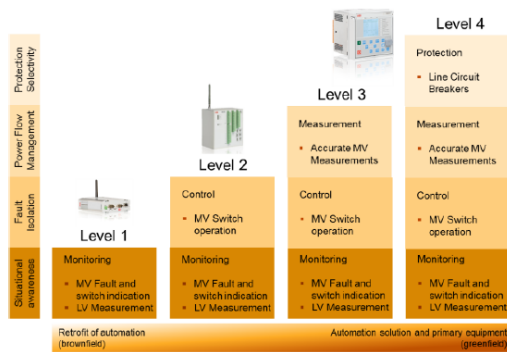 Level 4
Protection
Line Circuit
Breakers
Protection
Selectivity
Level 3
Measurement
Accurate MV
Measurements
Measurement
Accurate MV
Measurements
Power Flow
Management
Level 2
Control
MV Switch
operation
Control
MV Switch
operation
Control
MV Switch
operation
Fault
Isolation
Level 1
Monitoring
MV Fault and
switch indication
LV Measurement
Monitoring
MV Fault and
switch indication
LV Measurement
Monitoring
MV Fault and
switch indication
LV Measurement
Monitoring
MV Fault and
switch indication
LV Measurement
Situational
awareness
Retrofit of automation
(brownfield)
Automation solution and primary equipment
(greenfield)